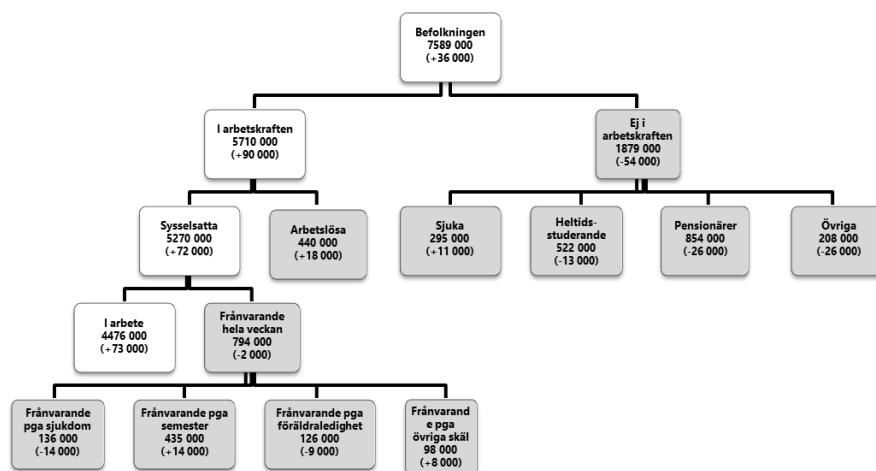 Befolkningen
7589 000
(+36 000)
I arbetskraften
5710 000
(+90 000)
Ej i
arbetskraften
1879 000
(-54 000)
Sysselsatta
5270 000
(+72 000)
Arbetslösa
440 000
(+18 000)
Sjuka
295 000
(+11 000)
Heltids-
studerande
522 000
(-13 000)
Pensionärer
854 000
(-26 000)
Övriga
208 000
(-26 000)
I arbete
4476 000
(+73 000)
Frånvarande
hela veckan
794 000
(-2 000)
Frånvarande
pga sjukdom
136 000
(-14 000)
Frånvarande pga
semester
435 000
(+14 000)
Frånvarande pga
föräldraledighet
126 000
(-9 000)
Frånvarand
e pga
övriga skäl
98 000
(+8 000)